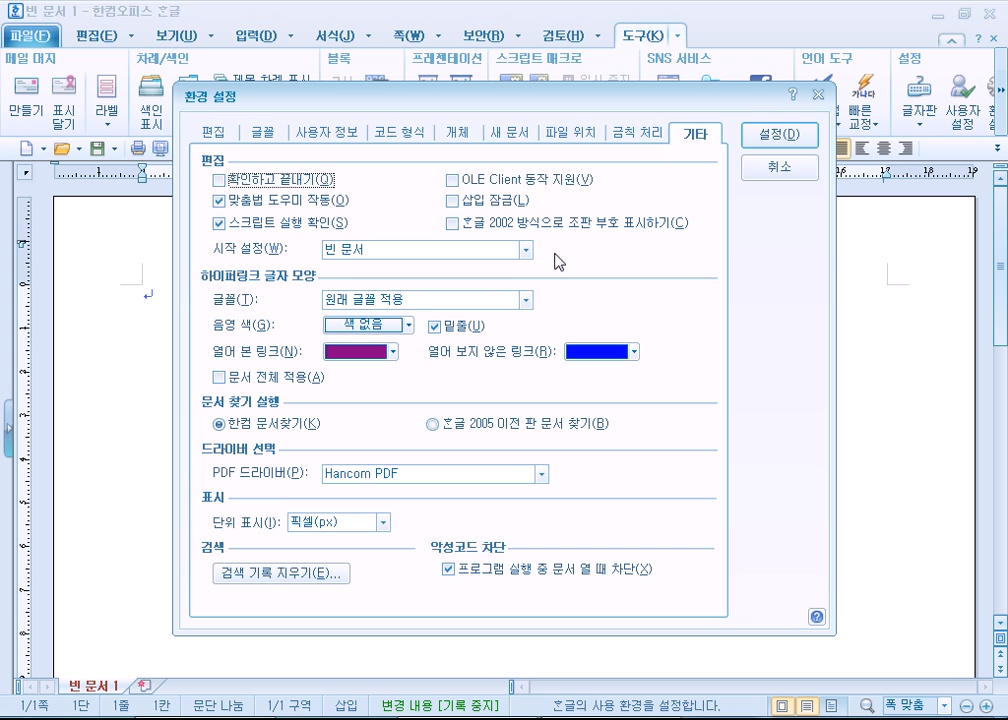 빈 문서 1 - 한컴오피스 한글
파일(F) 편집(E) 보기(U) 입력(D) 서식(J) 쪽(W) 보안(R) 검토(H) 도구(K)
메일 머지 차례/색인 블록 프레젠테이션 스크립트 매크로 SNS 서비스 언어 도구 설정
제목 차례 표시
만들기 표시 달기 라벨 색인 표시 빠른 교정 글자판 사용자 설정
환경 설정
편집 글꼴 사용자 정보 코드 형식 개체 새 문서 파일 위치 금칙 처리 기타
설정(D)
취소
편집
확인하고 끝내기(Q) OLE Client 동작 지원(V)
맞춤법 도우미 작동(O) 삽입 잠금(L)
스크립트 실행 확인(S) 한글 2002 방식으로 조판 부호 표시하기(C)
시작 설정(W): 빈 문서
하이퍼링크 글자 모양
글꼴(T): 원래 글꼴 적용
음영 색(G): 색 없음 밑줄(U)
열어 본 링크(N): 열어 보지 않은 링크(R):
문서 전체 적용(A)
문서 찾기 실행
한컴 문서찾기(K) 한글 2005 이전 판 문서 찾기(B)
드라이버 선택
PDF 드라이버(P): Hancom PDF
표시
단위 표시(I): 픽셀(px)
검색 악성코드 차단
검색 기록 지우기(E)... 프로그램 실행 중 문서 열 때 차단(X)
빈 문서 1
1/1쪽 1단 1줄 1칸 문단 나눔 1/1 구역 삽입 변경 내용 [기록 중지] 한글의 사용 환경을 설정합니다. 폭 맞춤